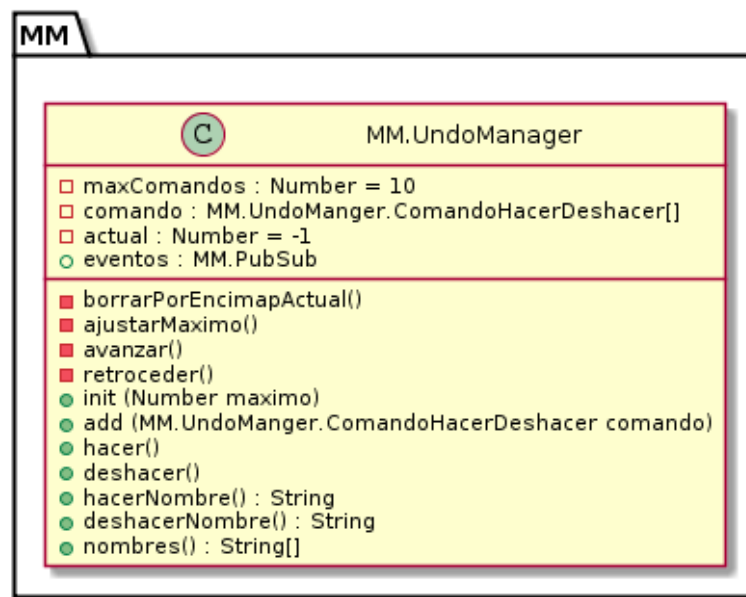 MM
C MM.UndoManager
maxComandos : Number = 10
comando : MM.UndoManger.ComandoHacerDeshacer[]
actual : Number = -1
eventos : MM.PubSub
borrarPorEncimapActual()
ajustarMaximo()
avanzar()
retroceder()
init (Number maximo)
add (MM.UndoManger.ComandoHacerDeshacer comando)
hacer()
deshacer()
hacerNombre() : String
deshacerNombre() : String
nombres() : String[]